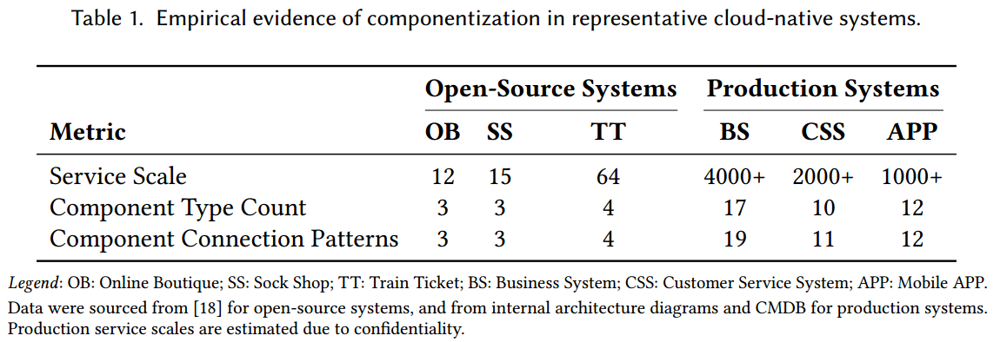 Table 1. Empirical evidence of componentization in representative cloud-native systems.
Open-Source Systems Production Systems
Metric OB SS TT BS CSS APP
Service Scale 12 15 64 4000+ 2000+ 1000+
Component Type Count 3 3 4 17 10 12
Component Connection Patterns 3 3 4 19 11 12
Legend: OB: Online Boutique; SS: Sock Shop; TT: Train Ticket; BS: Business System; CSS: Customer Service System; APP: Mobile APP.
Data were sourced from [18] for open-source systems, and from internal architecture diagrams and CMDB for production systems.
Production service scales are estimated due to confidentiality.